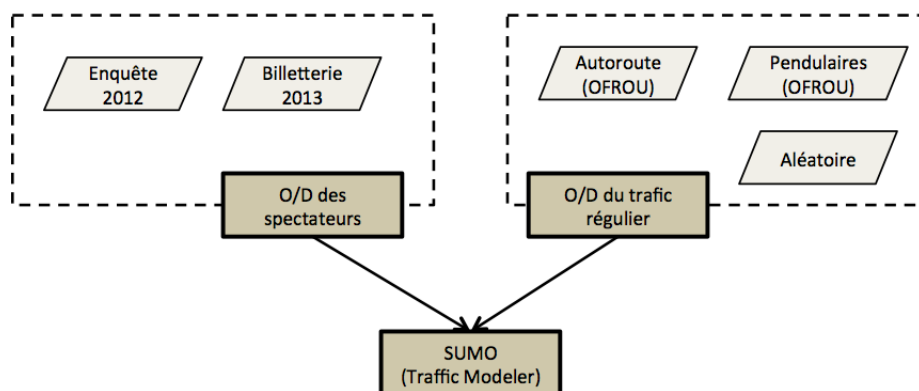 Enquête
2012
Billetterie
2013
Autoroute
(OFROU)
Pendulaires
(OFROU)
Aléatoire
O/D des
spectateurs
O/D du trafic
régulier
SUMO
(Traffic Modeler)